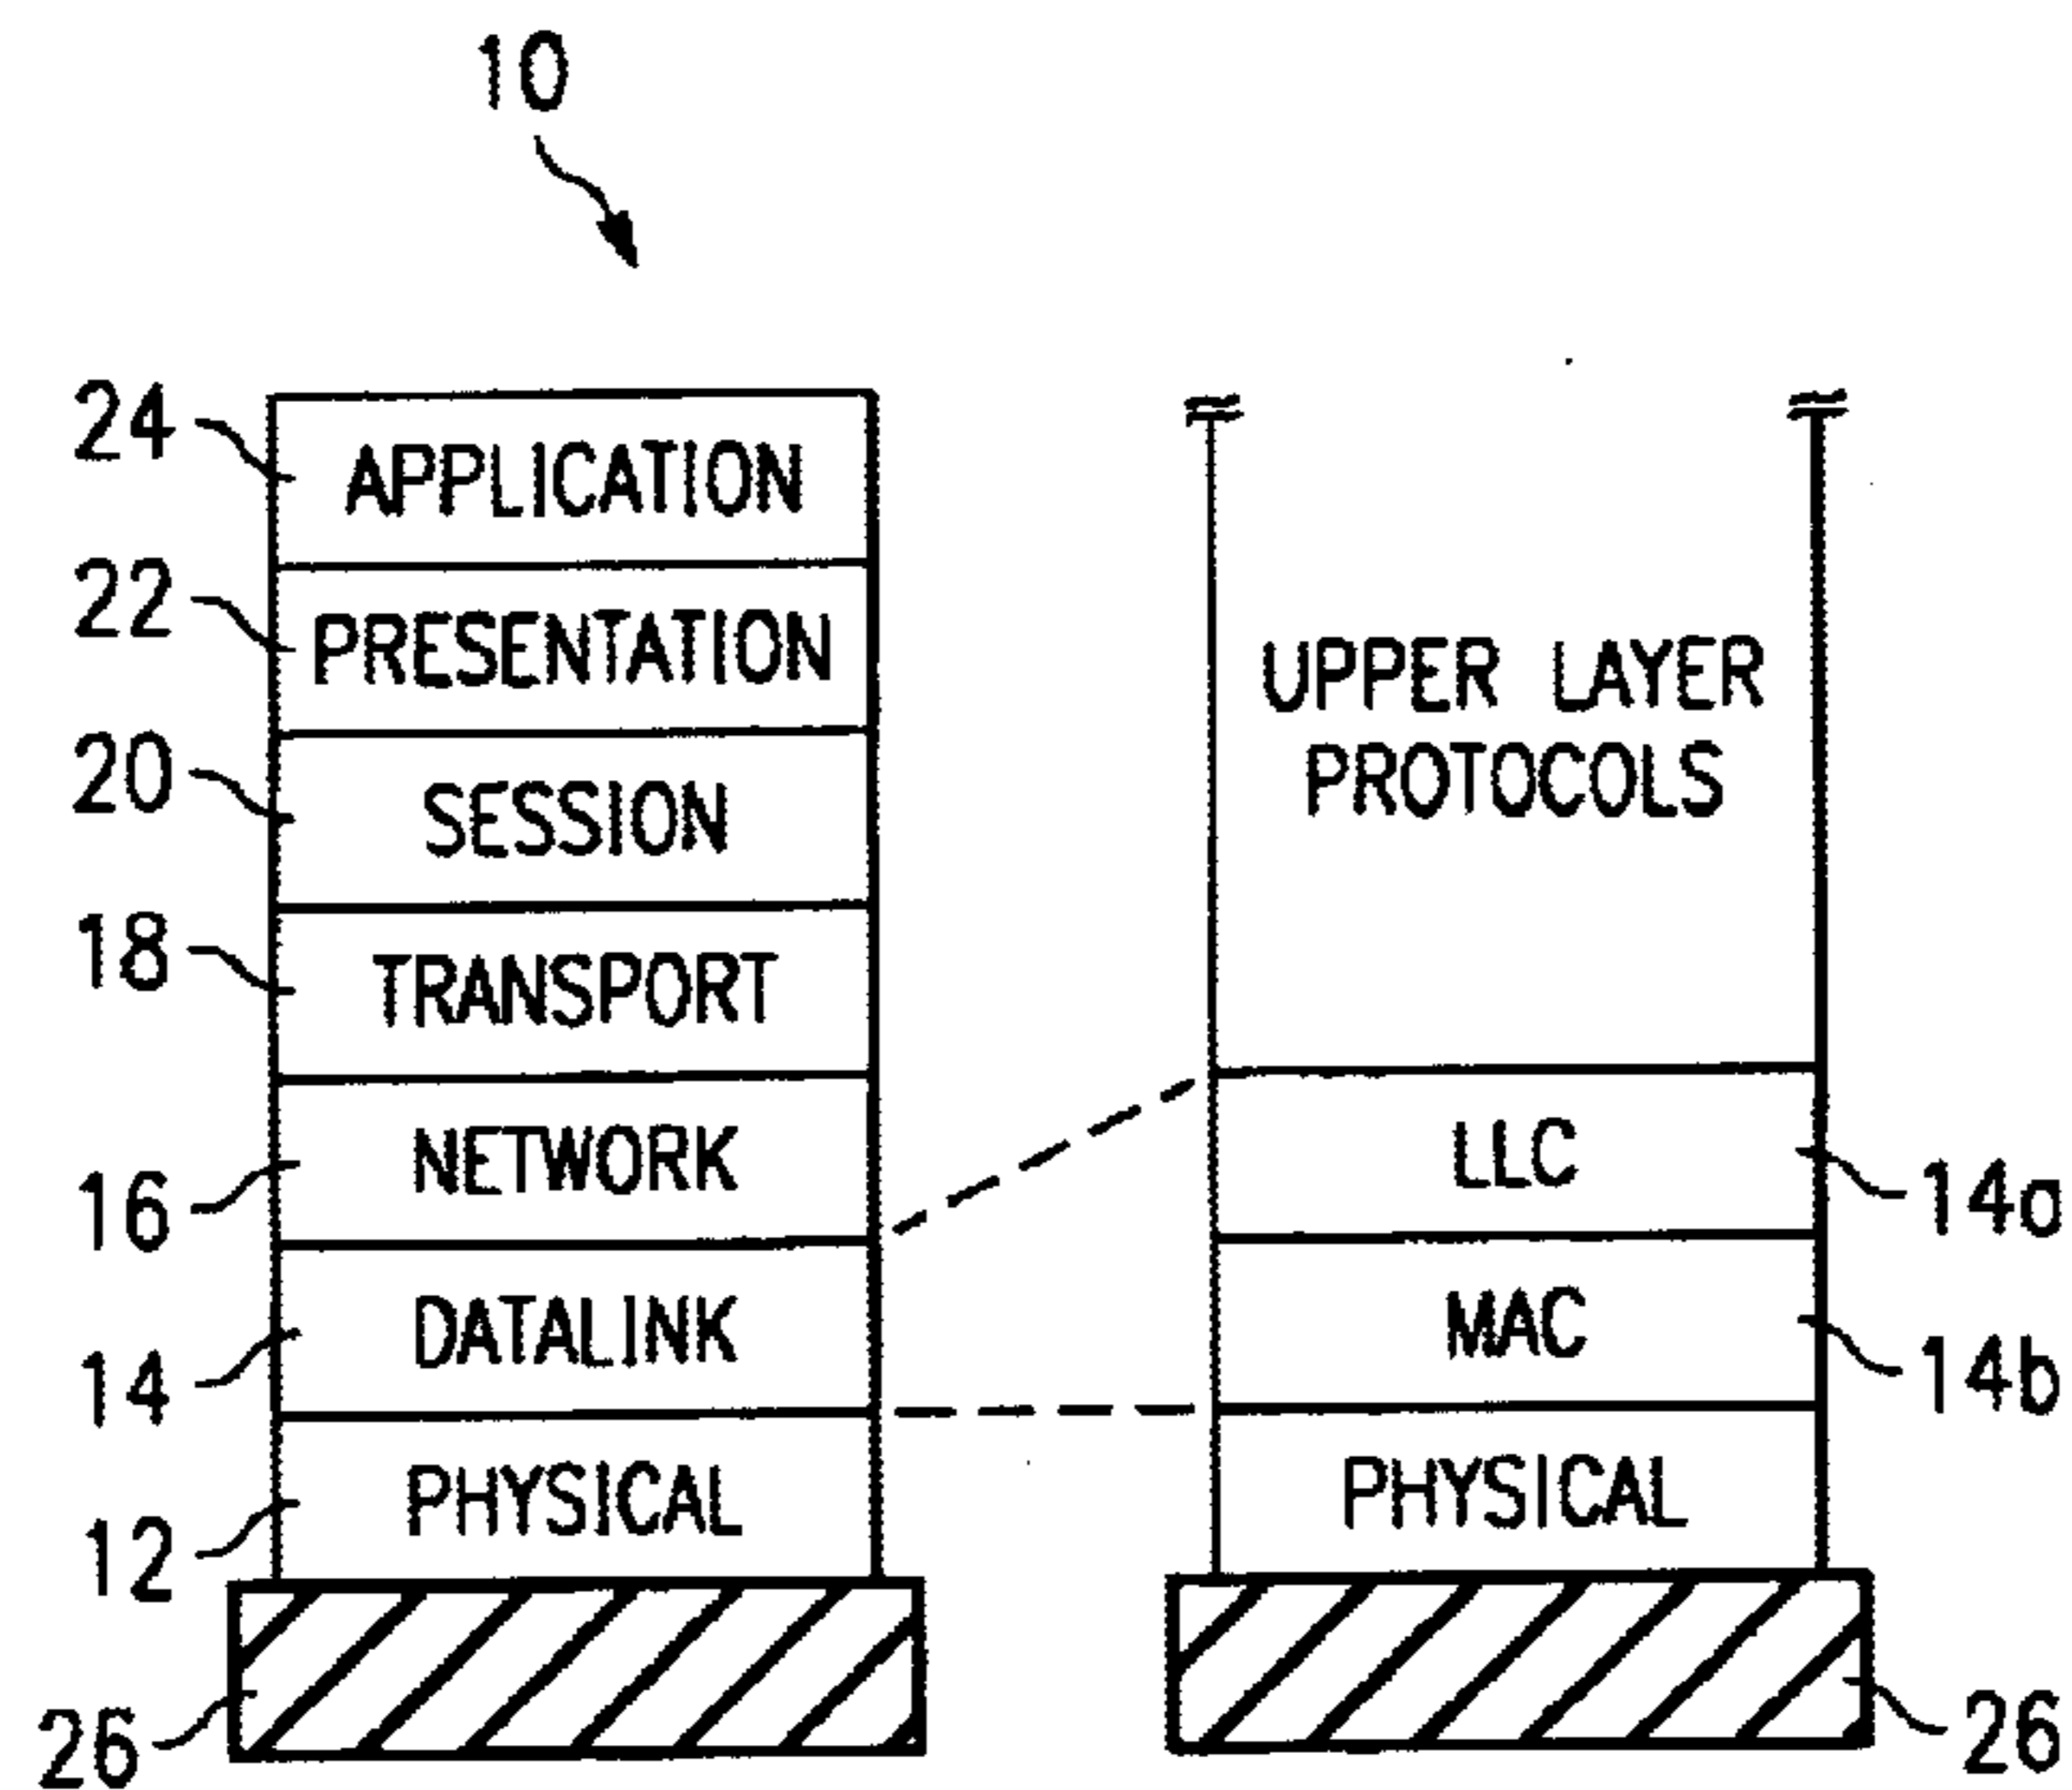 10
24 APPLICATION
22 PRESENTATION
20 SESSION
18 TRANSPORT
16 NETWORK
14 DATALINK
12 PHYSICAL
26
UPPER LAYER
PROTOCOLS
LLC 14a
MAC 14b
PHYSICAL
26